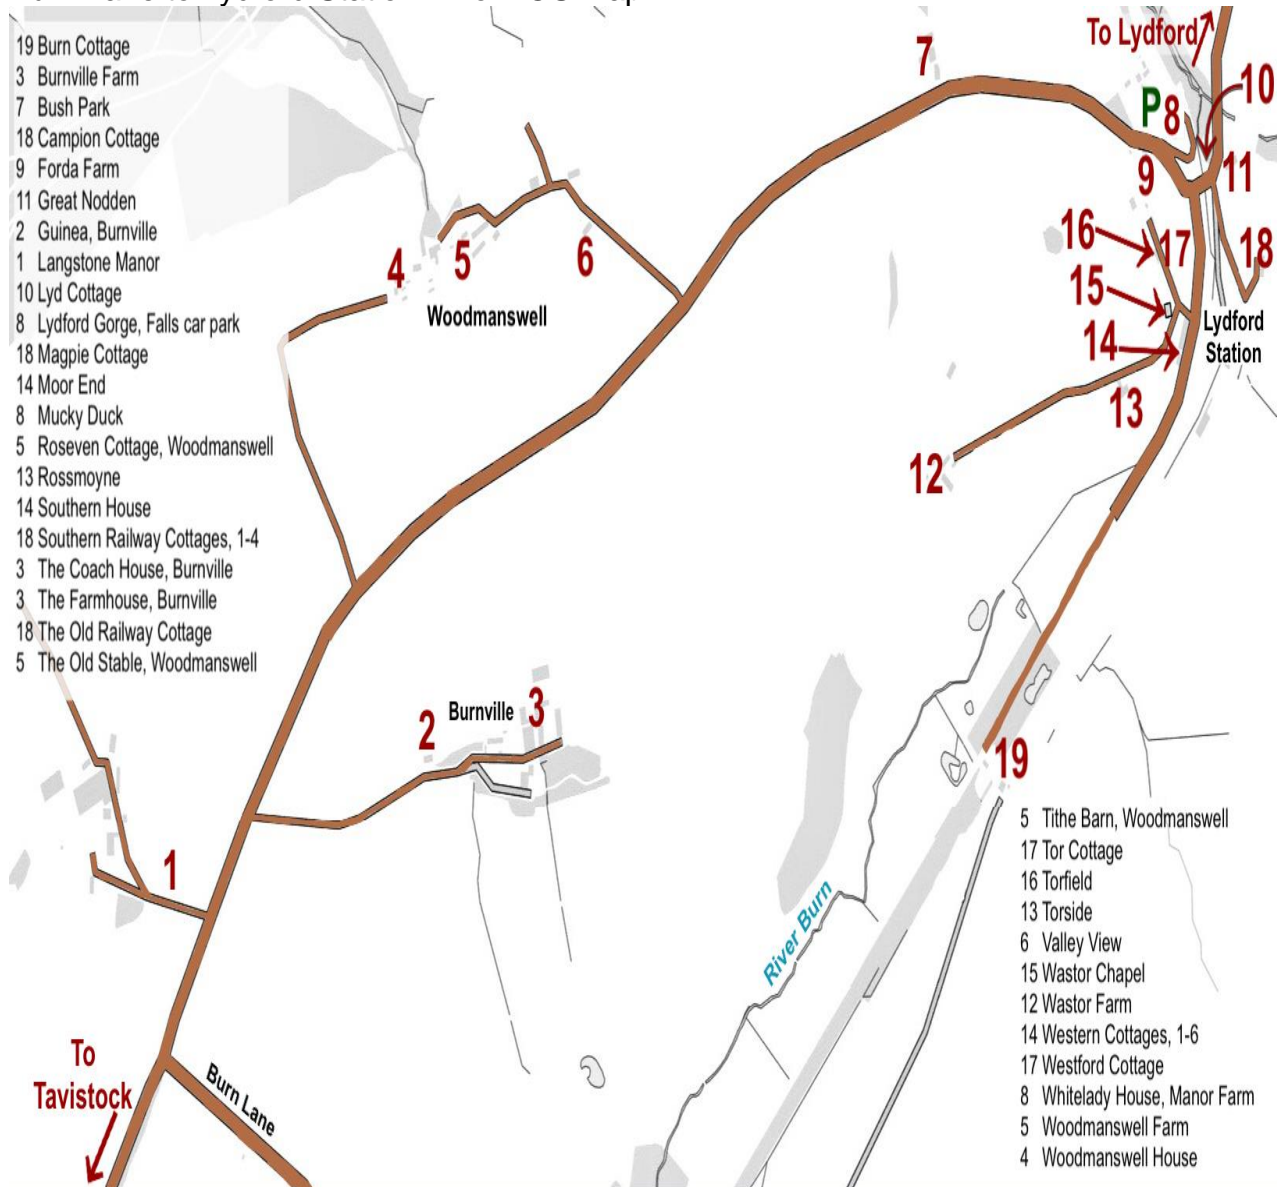 19 Burn Cottage
3 Burnville Farm
7 Bush Park
18 Campion Cottage
9 Forda Farm
11 Great Nodden
2 Guinea, Burnville
1 Langstone Manor
10 Lyd Cottage
8 Lydford Gorge, Falls car park
18 Magpie Cottage
14 Moor End
8 Mucky Duck
5 Roseven Cottage, Woodmanswell
13 Rossmoyne
14 Southern House
18 Southern Railway Cottages, 1-4
3 The Coach House, Burnville
3 The Farmhouse, Burnville
18 The Old Railway Cottage
5 The Old Stable, Woodmanswell
To Lydford
7
P
8
10
9
11
16
17
18
15
14
Lydford
Station
13
12
4
5
6
Woodmanswell
2
Burnville
3
1
19
River Burn
To
Tavistock
Burn Lane
5 Tithe Barn, Woodmanswell
17 Tor Cottage
16 Torfield
13 Torside
6 Valley View
15 Wastor Chapel
12 Wastor Farm
14 Western Cottages, 1-6
17 Westford Cottage
8 Whitelady House, Manor Farm
5 Woodmanswell Farm
4 Woodmanswell House